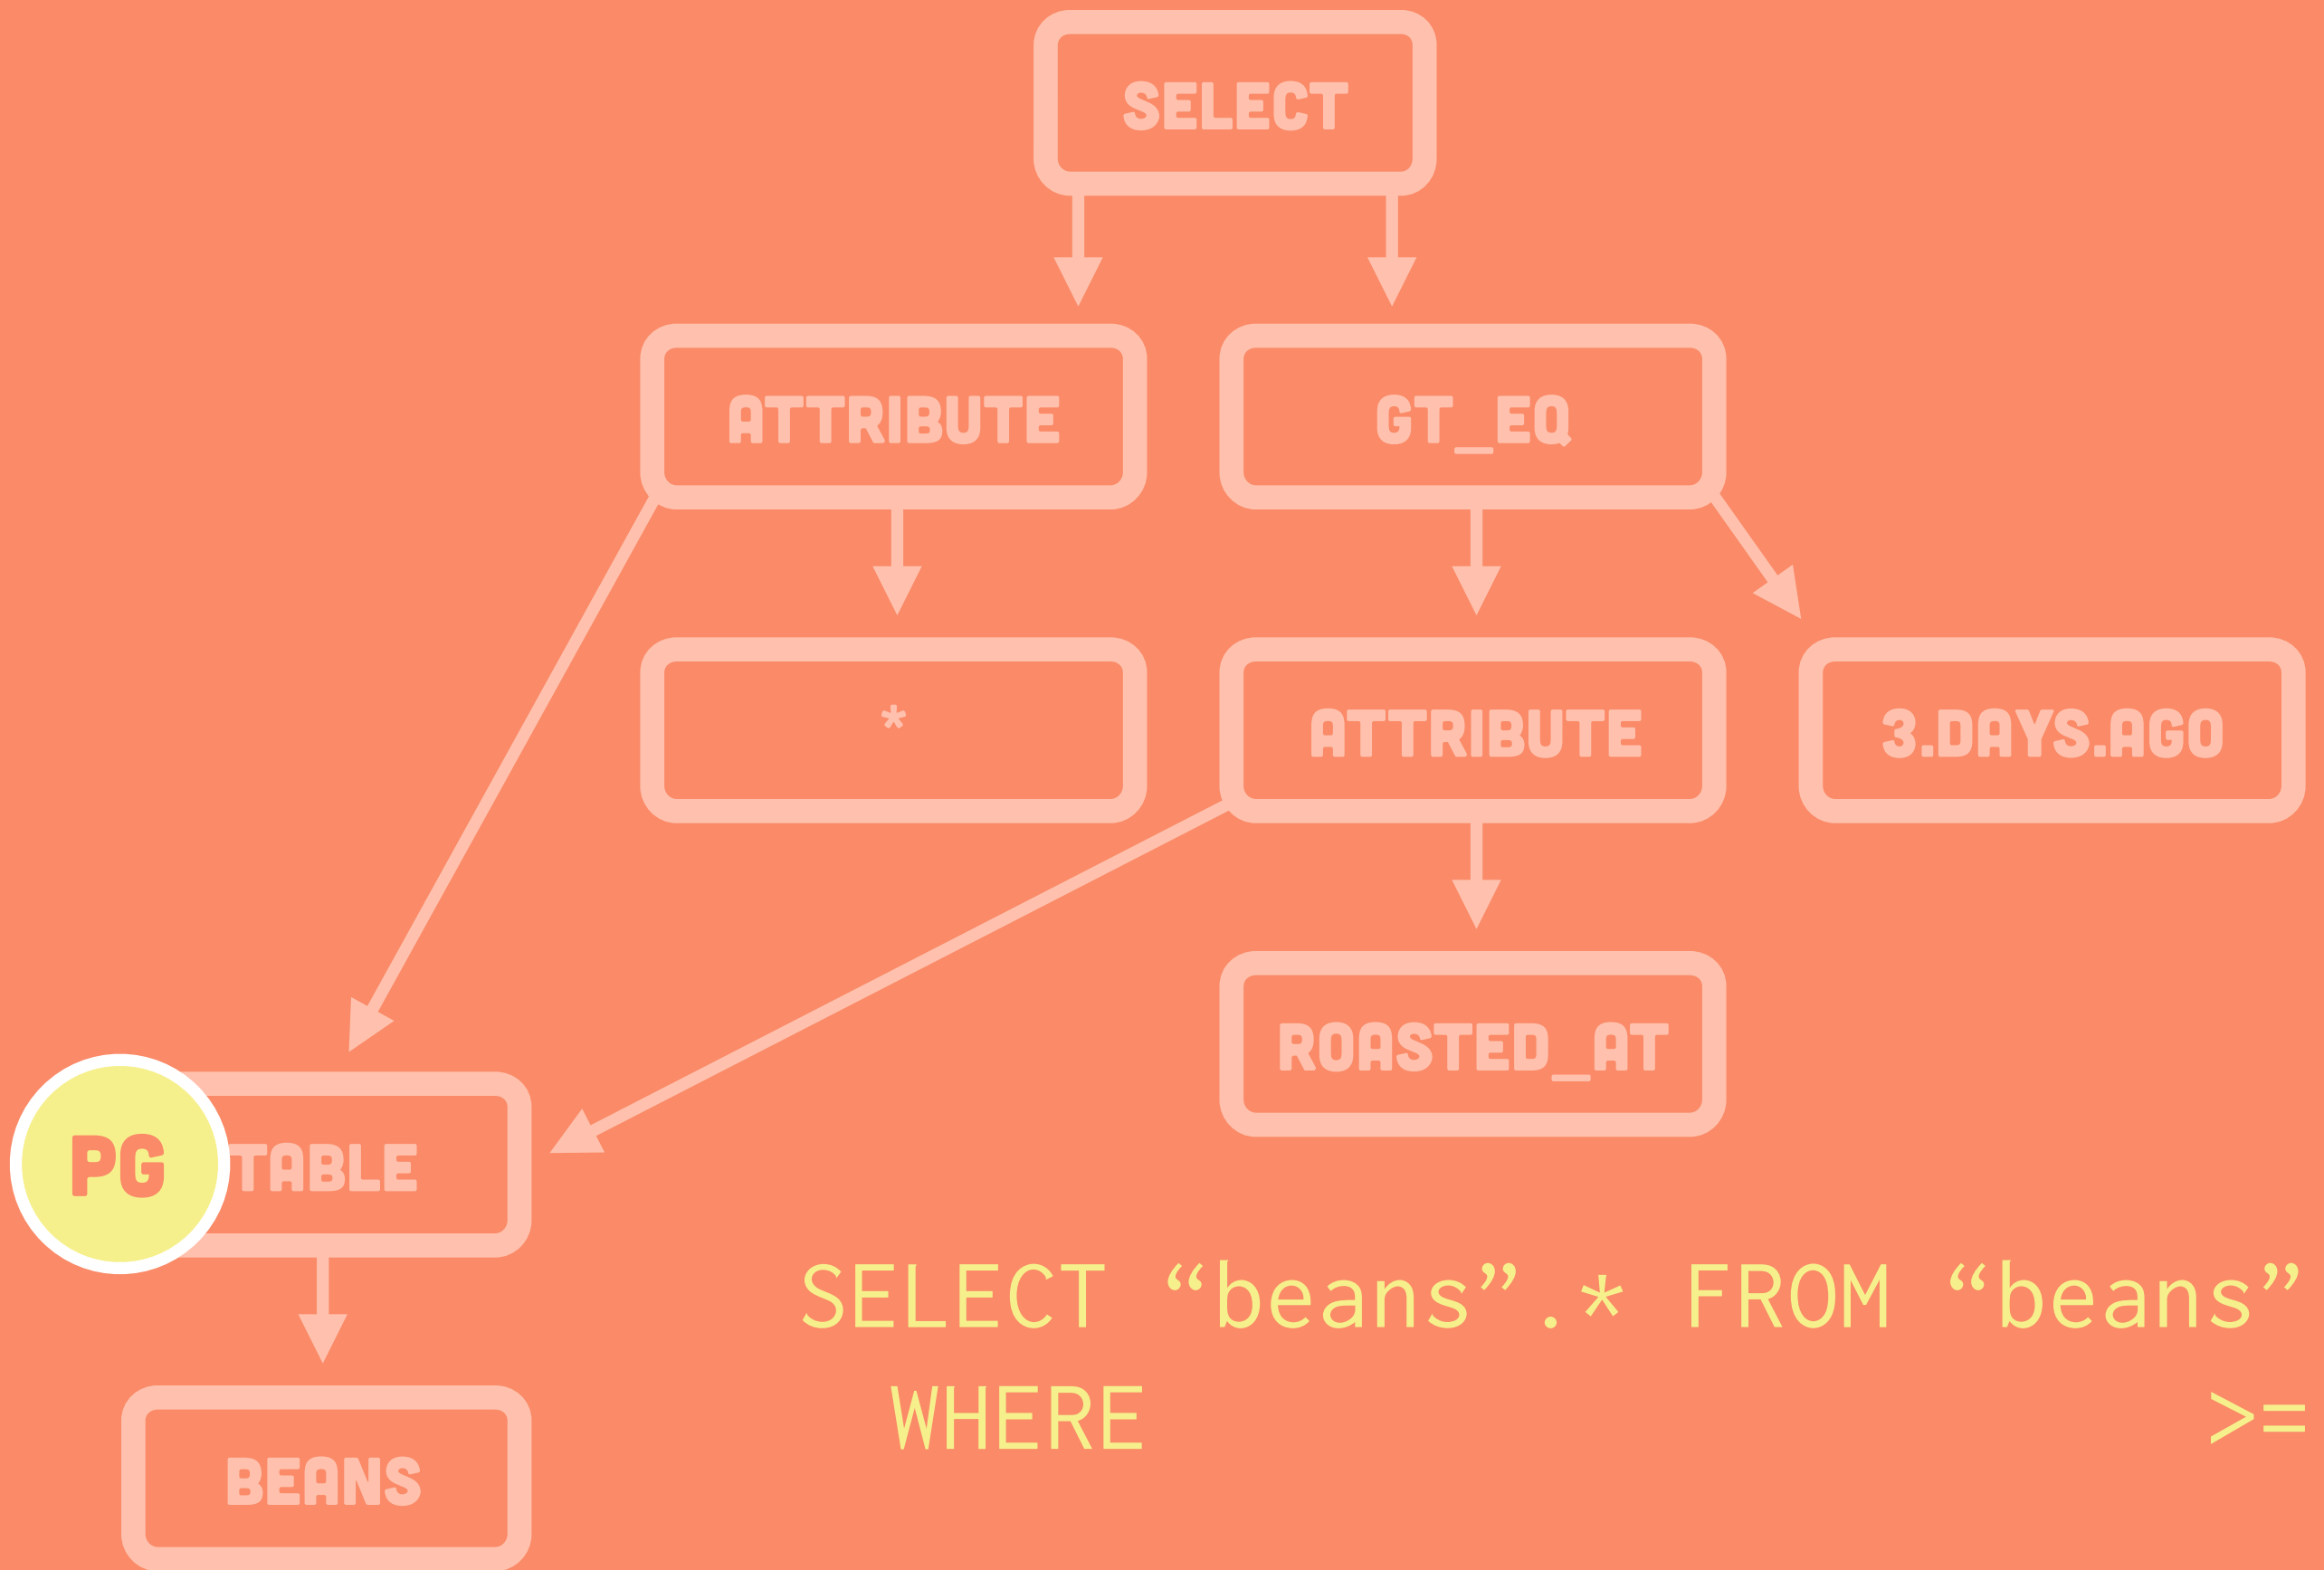 SELECT
ATTRIBUTE
GT_EQ
*
ATTRIBUTE
3.DAYS.AGO
ROASTED_AT
PG
TABLE
BEANS
SELECT “beans”.* FROM “beans”
WHERE >=